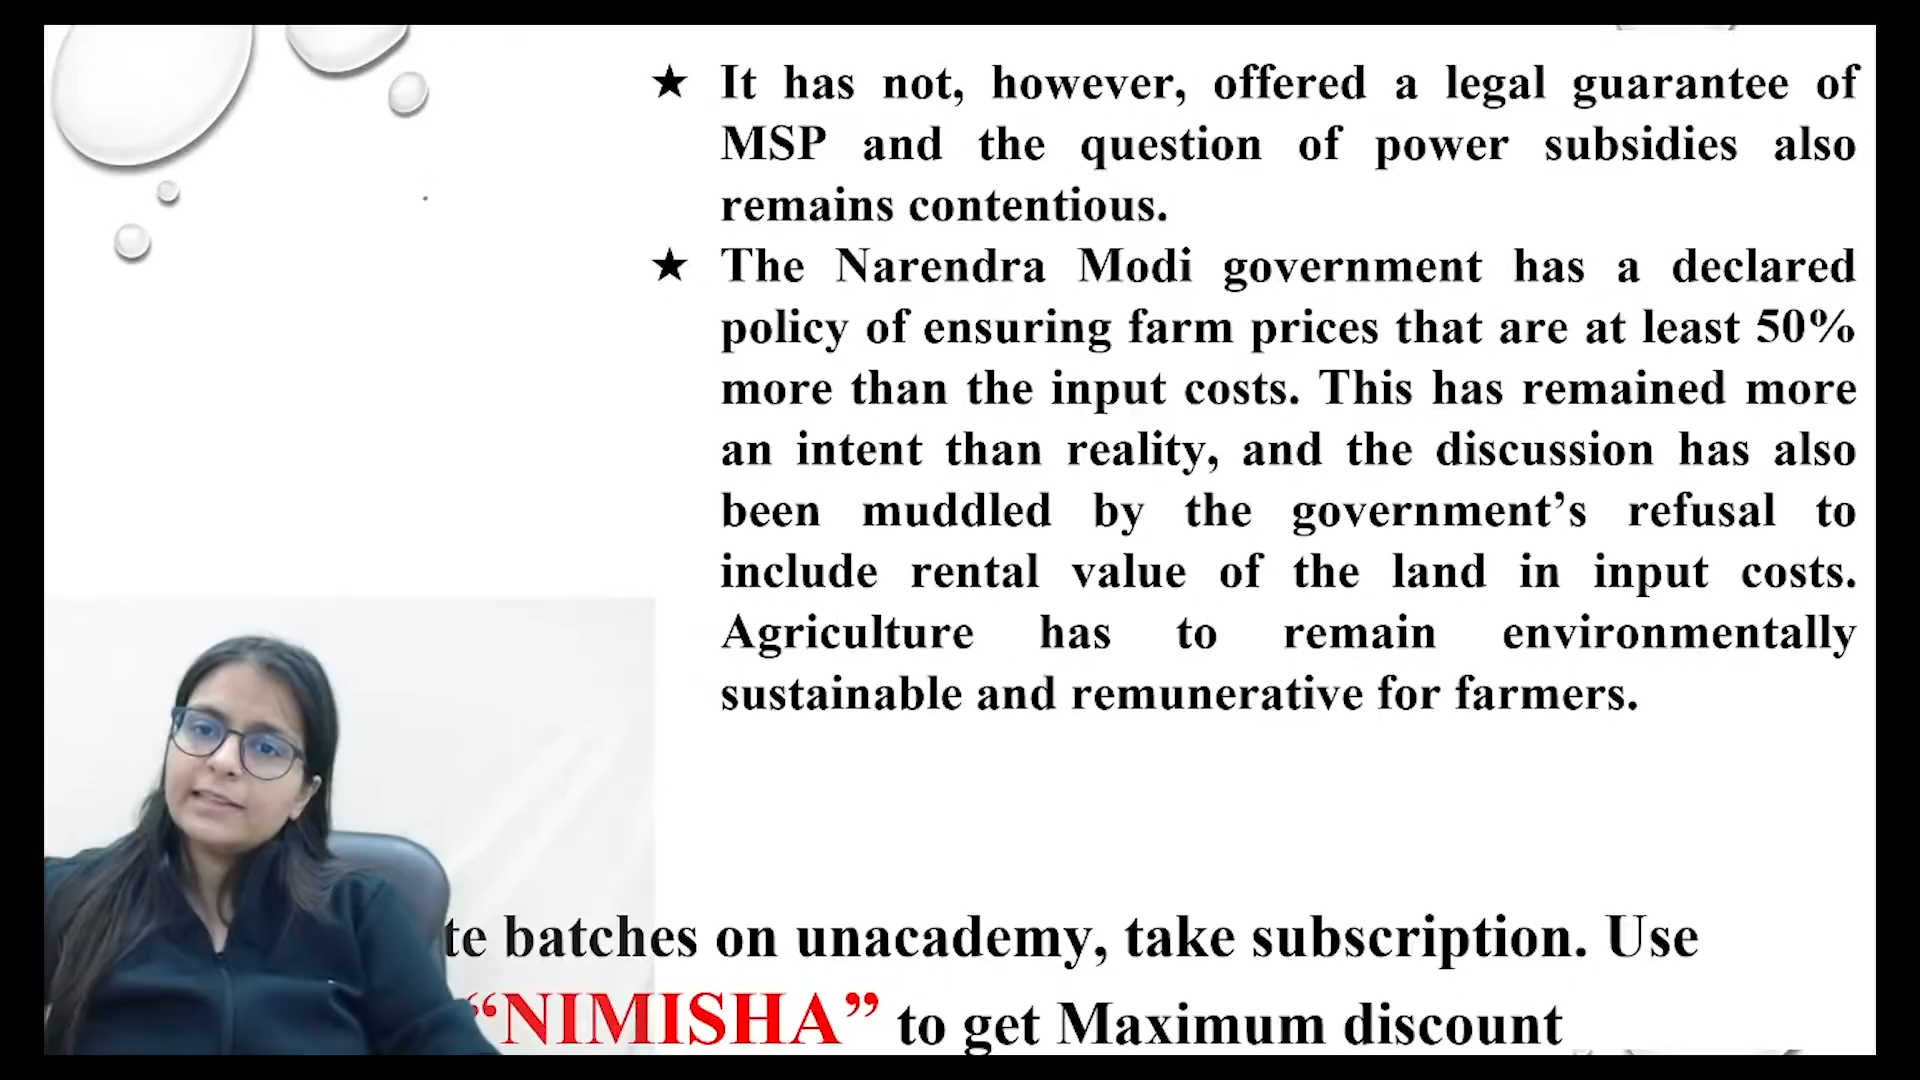 ★ It has not, however, offered a legal guarantee of
MSP and the question of power subsidies also
remains contentious.
★ The Narendra Modi government has a declared
policy of ensuring farm prices that are at least 50%
more than the input costs. This has remained more
an intent than reality, and the discussion has also
been muddled by the government’s refusal to
include rental value of the land in input costs.
Agriculture has to remain environmentally
sustainable and remunerative for farmers.
te batches on unacademy, take subscription. Use
“NIMISHA” to get Maximum discount